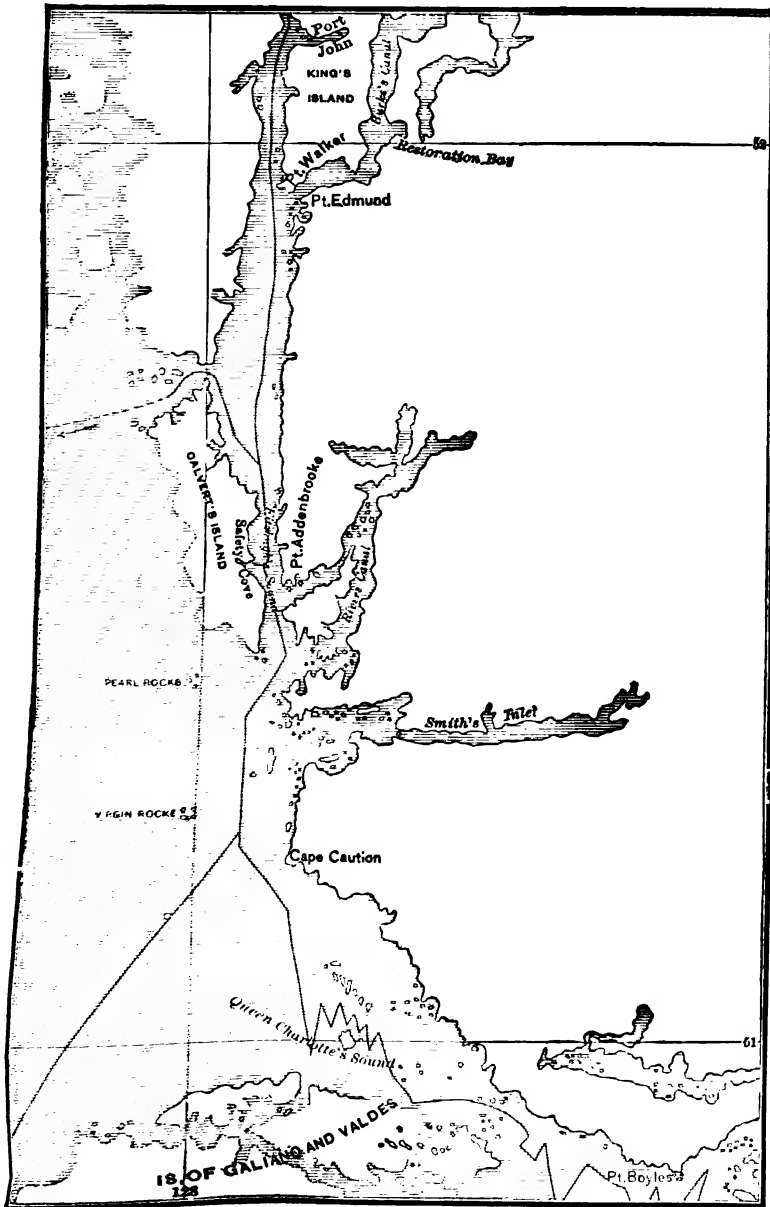 Port
John
KING'S
ISLAND
Burke's Canal
52
Restoration Bay
Pt. Walker
Pt. Edmund
CALVERT'S ISLAND
Safety Cove
Pt. Addenbrooke
River's Canal
PEARL ROCKS
Smith's Inlet
VIRGIN ROCKS
Cape Caution
Queen Charlotte's Sound
51
IS. OF GALIANO AND VALDES
128
Pt. Boyles